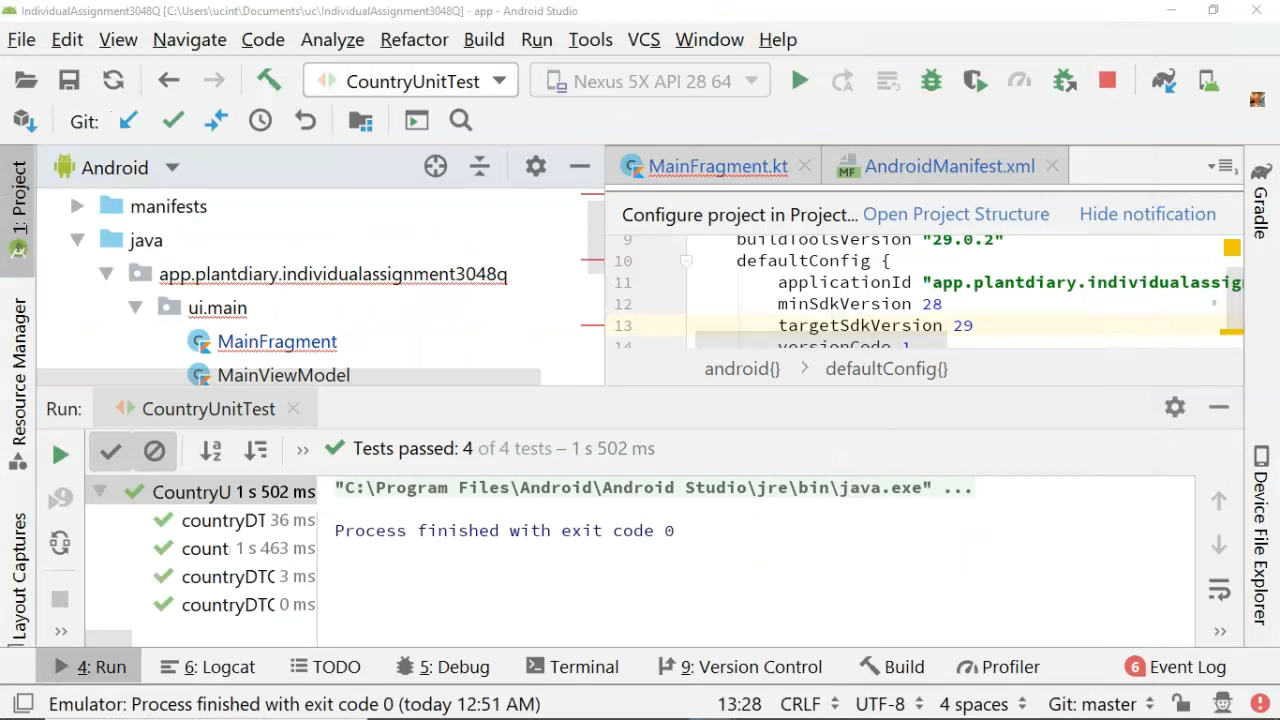 IndividualAssignment3048Q [C:\Users\ucint\Documents\uc\IndividualAssignment3048Q] - app - Android Studio
File Edit View Navigate Code Analyze Refactor Build Run Tools VCS Window Help
CountryUnitTest Nexus 5X API 28 64
Git:
Android
MainFragment.kt AndroidManifest.xml
MF
manifests
java
app.plantdiary.individualassignment3048q
ui.main
MainFragment
MainViewModel
Configure project in Project... Open Project Structure Hide notification
9 buildToolsVersion "29.0.2"
10 defaultConfig {
11 applicationId "app.plantdiary.individualassign
12 minSdkVersion 28
13 targetSdkVersion 29
14 versionCode 1
android{} > defaultConfig{}
1: Project
Resource Manager
Layout Captures
Gradle
Device File Explorer
Run: CountryUnitTest
Tests passed: 4 of 4 tests – 1 s 502 ms
CountryU 1 s 502 ms
countryDT 36 ms
count 1 s 463 ms
countryDTO 3 ms
countryDTO 0 ms
"C:\Program Files\Android\Android Studio\jre\bin\java.exe" ...
Process finished with exit code 0
4: Run 6: Logcat TODO 5: Debug Terminal 9: Version Control Build Profiler 6 Event Log
Emulator: Process finished with exit code 0 (today 12:51 AM) 13:28 CRLF UTF-8 4 spaces Git: master